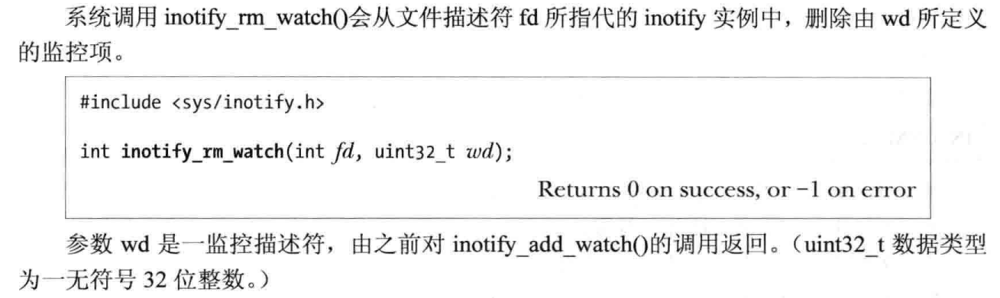 系统调用 inotify_rm_watch()会从文件描述符 fd 所指代的 inotify 实例中，删除由 wd 所定义
的监控项。
#include <sys/inotify.h>
int inotify_rm_watch(int fd, uint32_t wd);
Returns 0 on success, or −1 on error
参数 wd 是一监控描述符，由之前对 inotify_add_watch()的调用返回。（uint32_t 数据类型
为一无符号 32 位整数。）